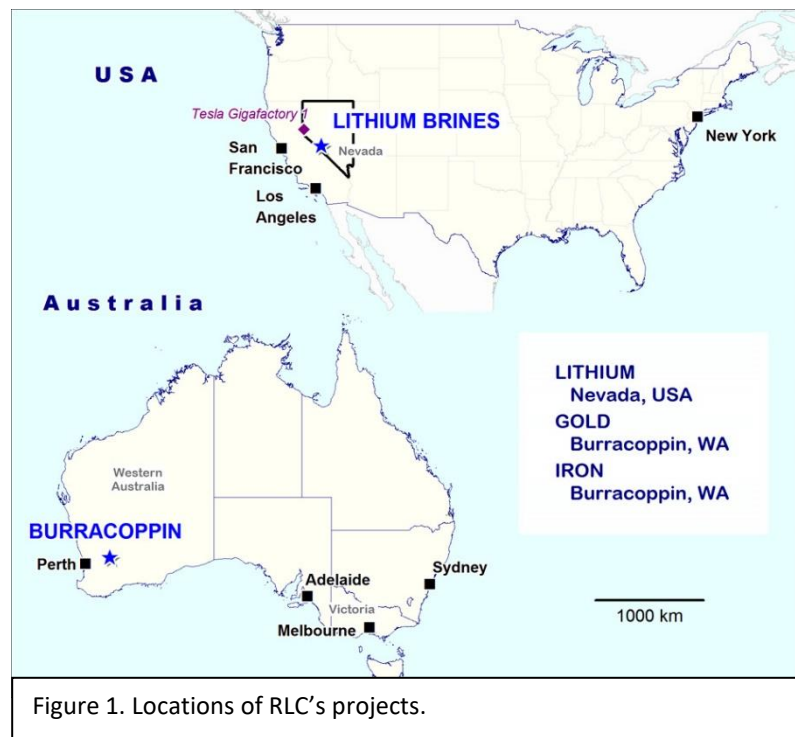 USA
Tesla Gigafactory 1
LITHIUM BRINES
Nevada
San
Francisco
Los
Angeles
New York
Australia
LITHIUM
Nevada, USA
GOLD
Burracoppin, WA
IRON
Burracoppin, WA
Western
Australia
BURRACOPPIN
Perth
Adelaide
Sydney
Victoria
Melbourne
1000 km
Figure 1. Locations of RLC’s projects.